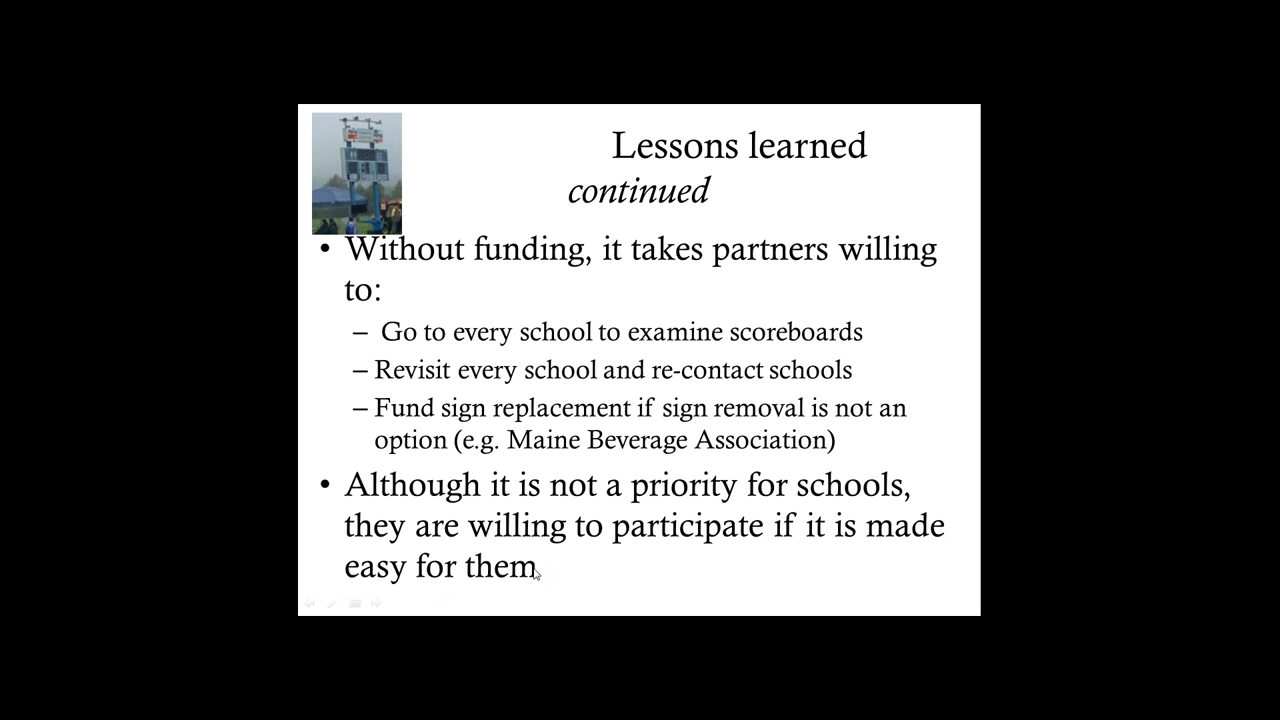 Lessons learned
continued
• Without funding, it takes partners willing
to:
– Go to every school to examine scoreboards
– Revisit every school and re-contact schools
– Fund sign replacement if sign removal is not an
option (e.g. Maine Beverage Association)
• Although it is not a priority for schools,
they are willing to participate if it is made
easy for them